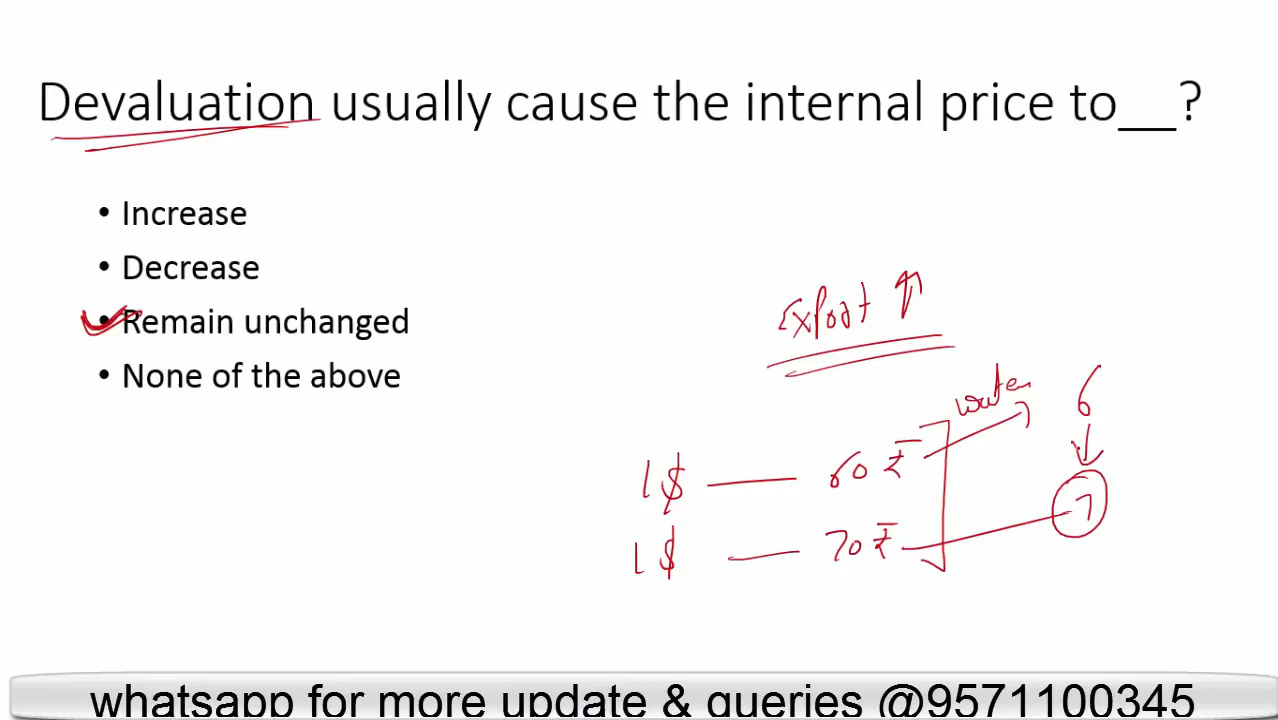 Devaluation usually cause the internal price to__?
• Increase
• Decrease
• Remain unchanged
• None of the above
Export ↑
water
6
1$ — 60 ₹
↓
7
1$ — 70 ₹
whatsapp for more update & queries @9571100345